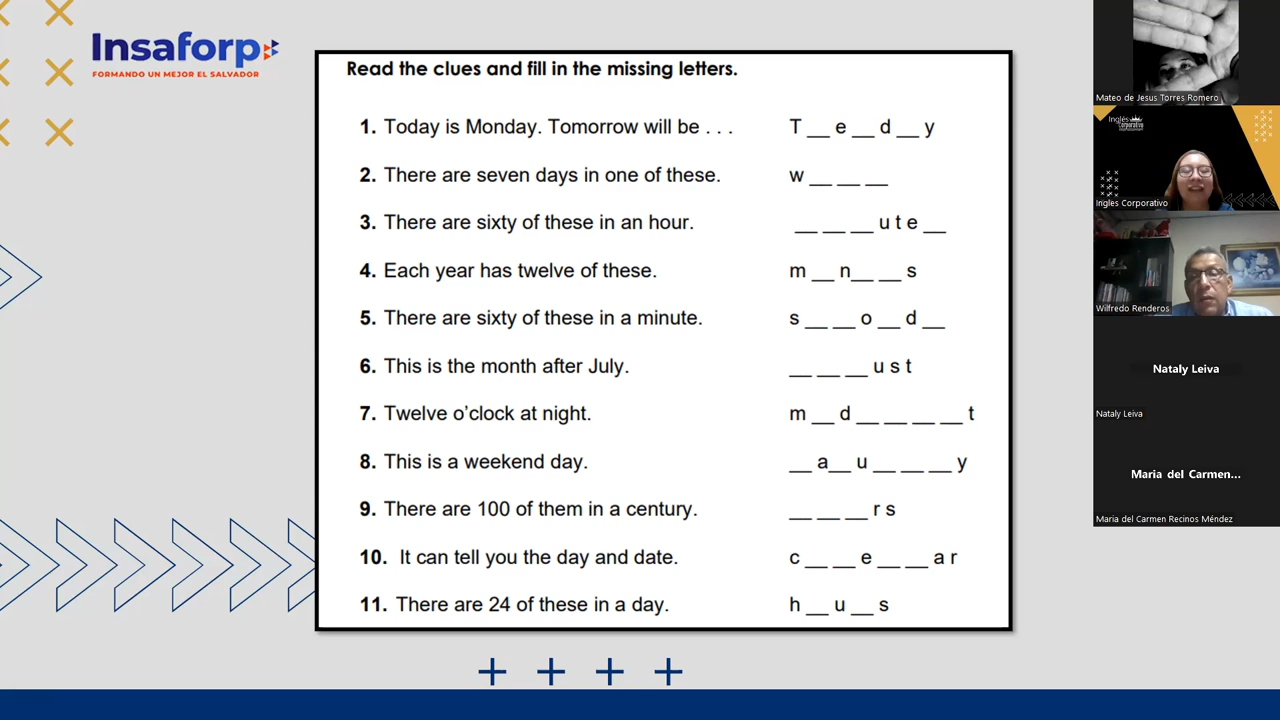 Insaforp
FORMANDO UN MEJOR EL SALVADOR
Read the clues and fill in the missing letters.
1. Today is Monday. Tomorrow will be . . . T __ e __ d __ y
2. There are seven days in one of these. w __ __ __
3. There are sixty of these in an hour. __ __ __ u t e __
4. Each year has twelve of these. m __ n__ __ s
5. There are sixty of these in a minute. s __ __ o __ d __
6. This is the month after July. __ __ __ u s t
7. Twelve o'clock at night. m __ d __ __ __ __ t
8. This is a weekend day. __ a__ u __ __ __ y
9. There are 100 of them in a century. __ __ __ r s
10. It can tell you the day and date. c __ __ e __ __ a r
11. There are 24 of these in a day. h __ u __ s
Mateo de Jesus Torres Romero
Inglés
Corporativo
Ingles Corporativo
Wilfredo Renderos
Nataly Leiva
Nataly Leiva
Maria del Carmen...
Maria del Carmen Recinos Méndez